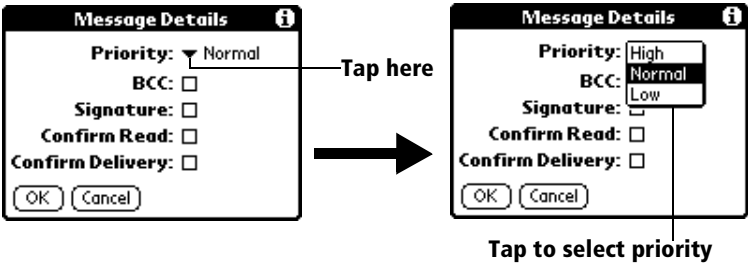 Message Details
Priority: Normal
BCC:
Signature:
Confirm Read:
Confirm Delivery:
OK Cancel
Tap here
Message Details
Priority: High
Normal
Low
BCC:
Signature:
Confirm Read:
Confirm Delivery:
OK Cancel
Tap to select priority